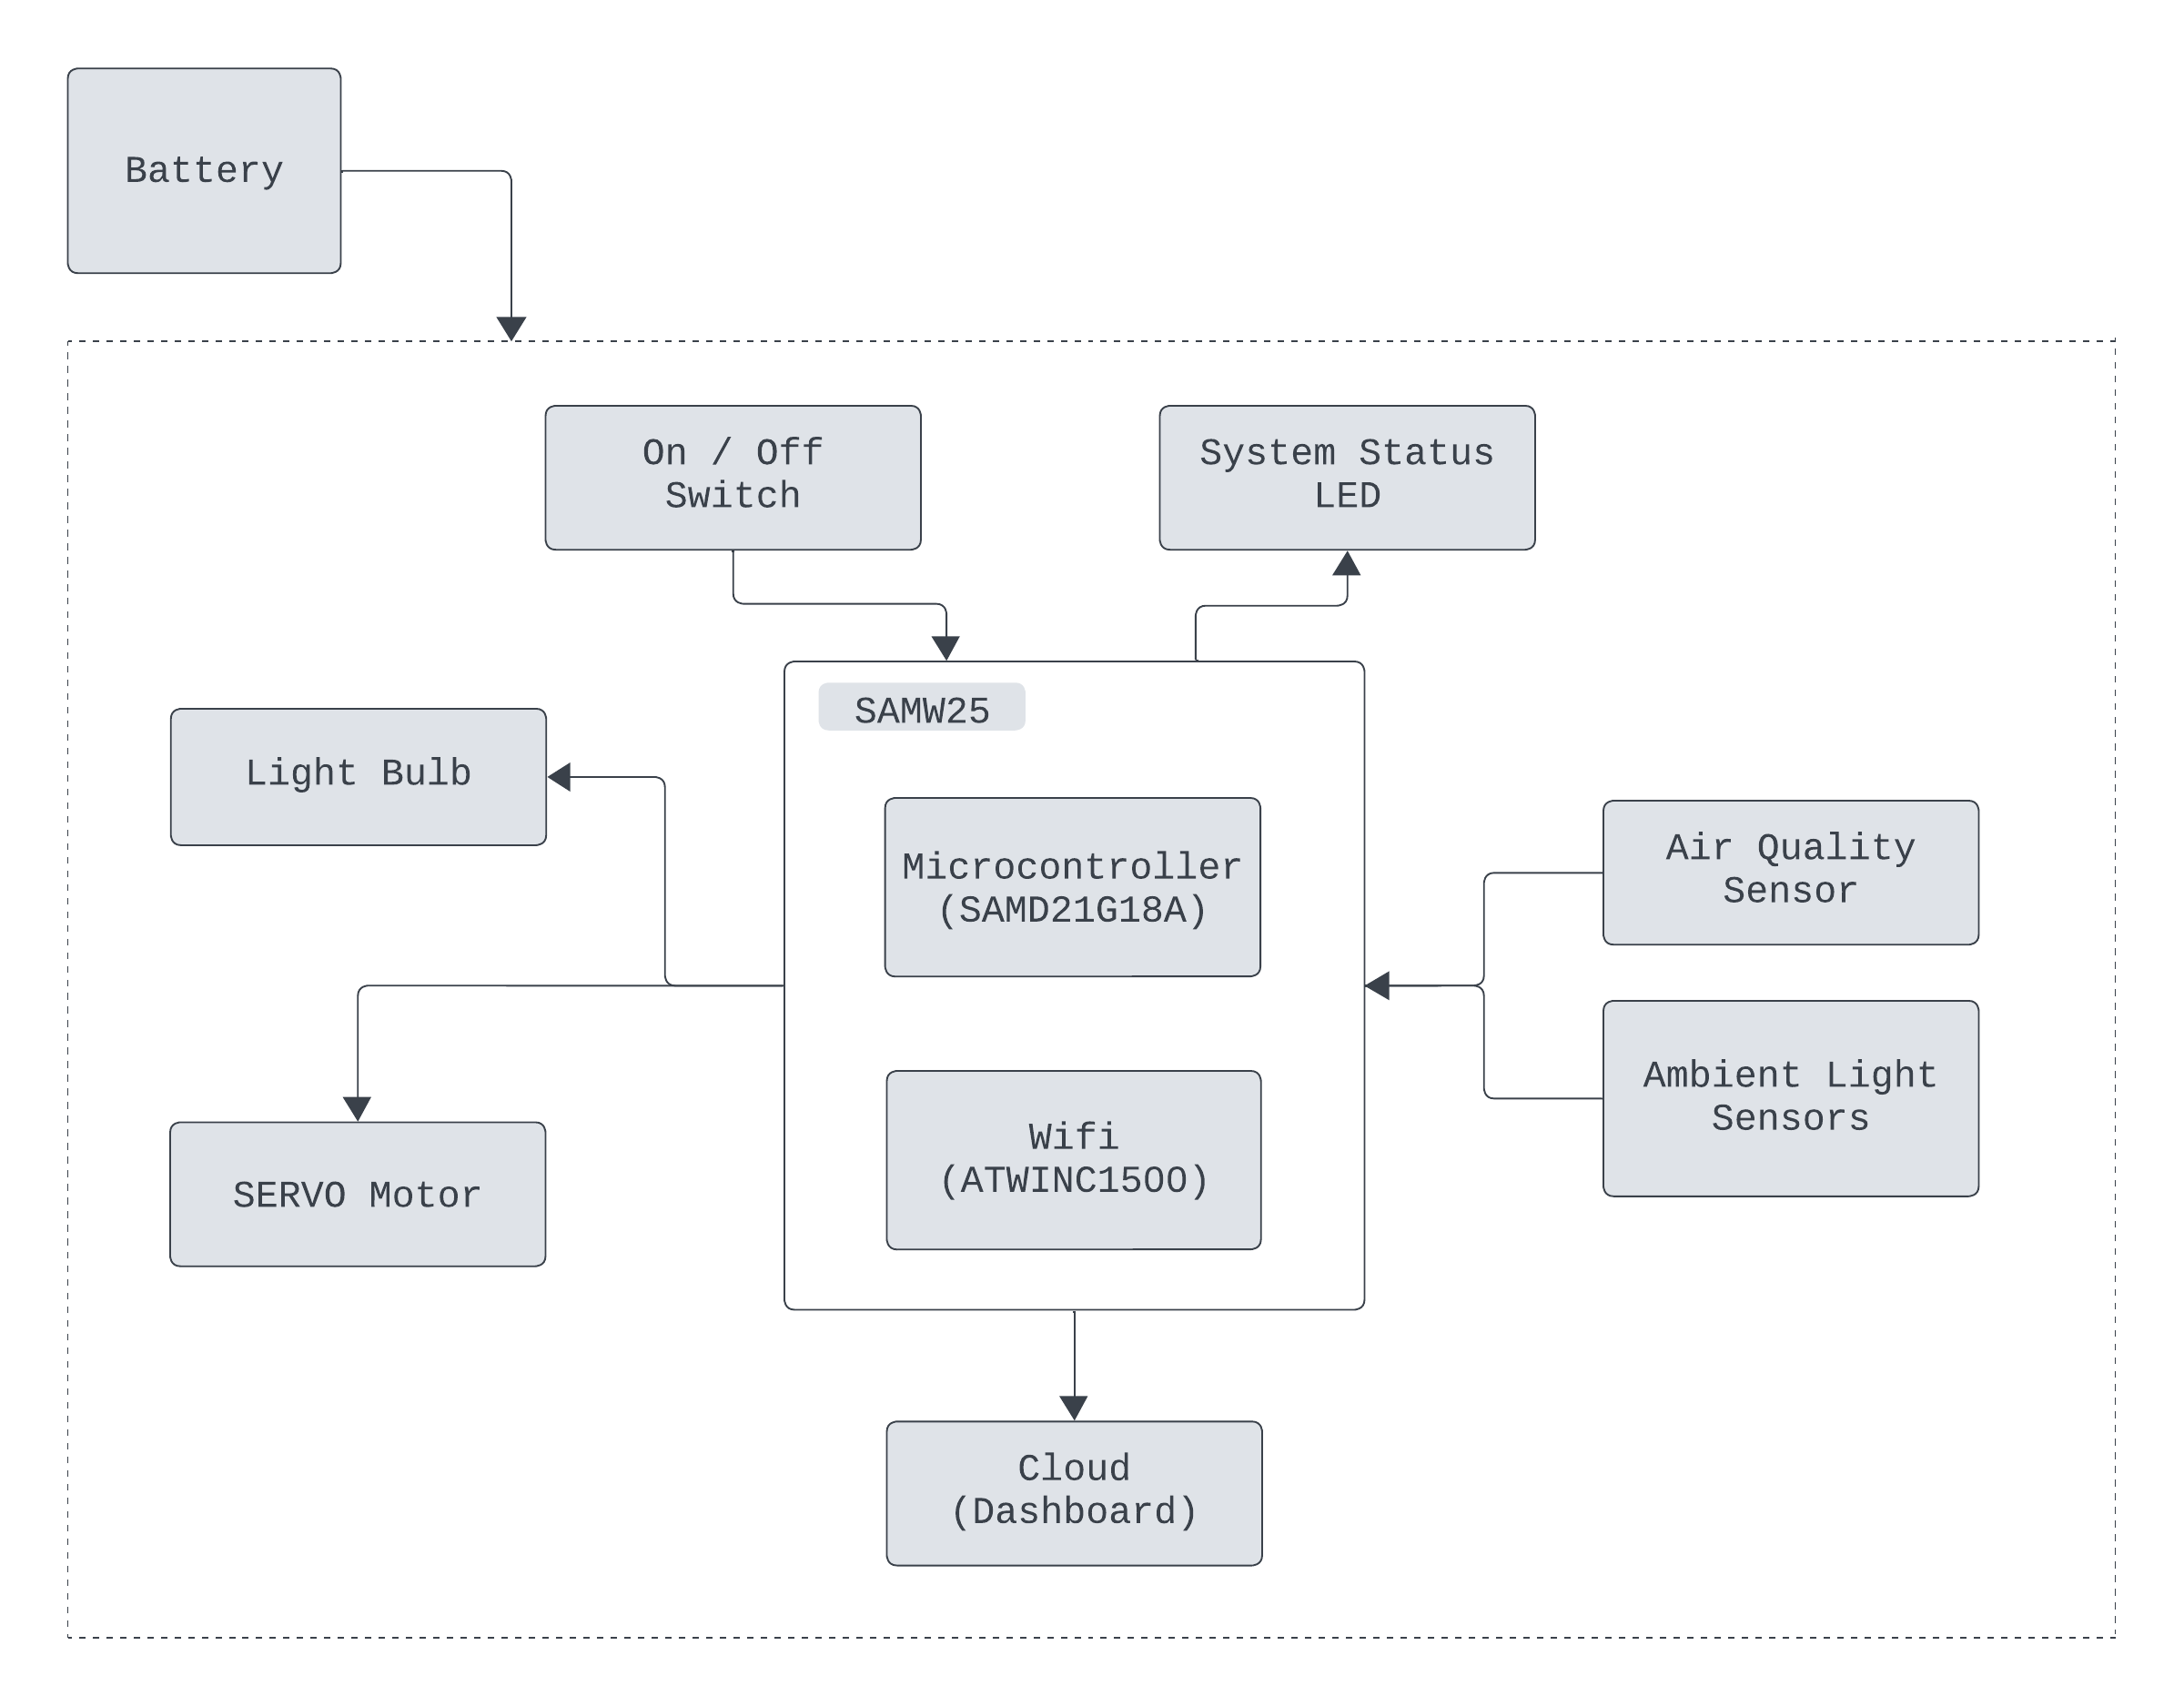 Battery
On / Off
Switch
System Status
LED
SAMW25
Light Bulb
Microcontroller
(SAMD21G18A)
Air Quality
Sensor
Ambient Light
Sensors
Wifi
(ATWINC1500)
SERVO Motor
Cloud
(Dashboard)